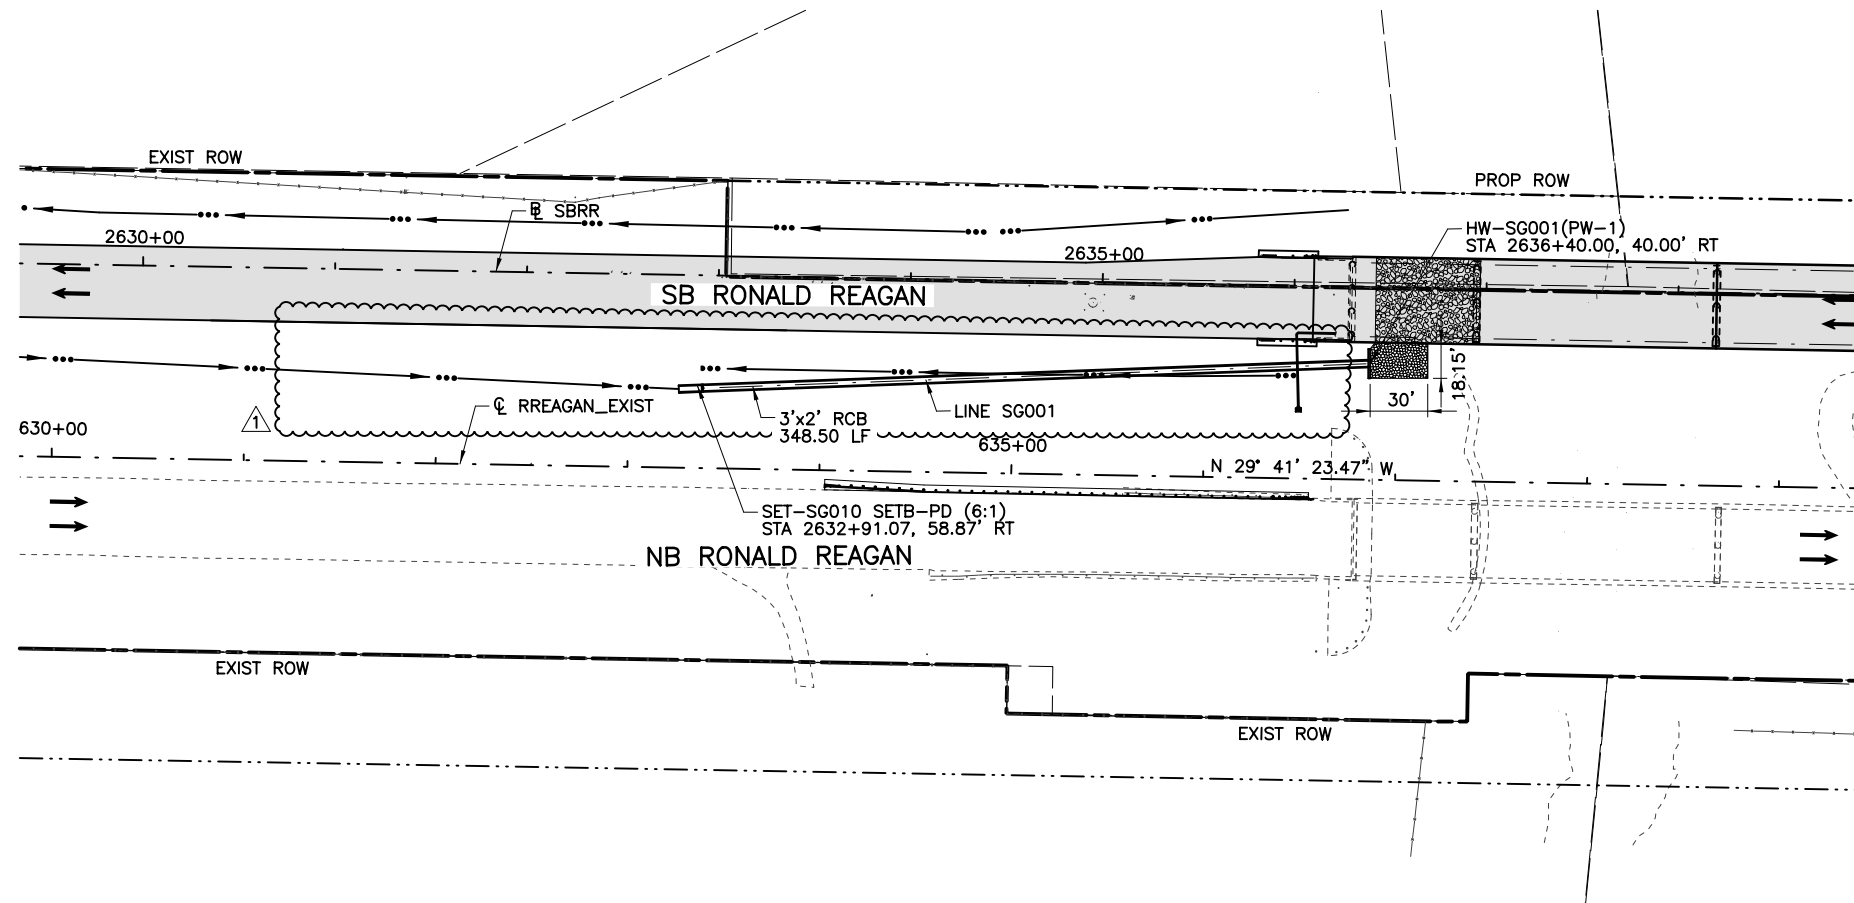 EXIST ROW
PROP ROW
℄ SBRR
HW-SG001(PW-1)
STA 2636+40.00, 40.00' RT
2630+00
2635+00
SB RONALD REAGAN
18.15'
30'
℄ RREAGAN_EXIST
LINE SG001
3'x2' RCB
348.50 LF
1
630+00
635+00
N 29° 41' 23.47" W
SET-SG010 SETB-PD (6:1)
STA 2632+91.07, 58.87' RT
NB RONALD REAGAN
EXIST ROW
EXIST ROW